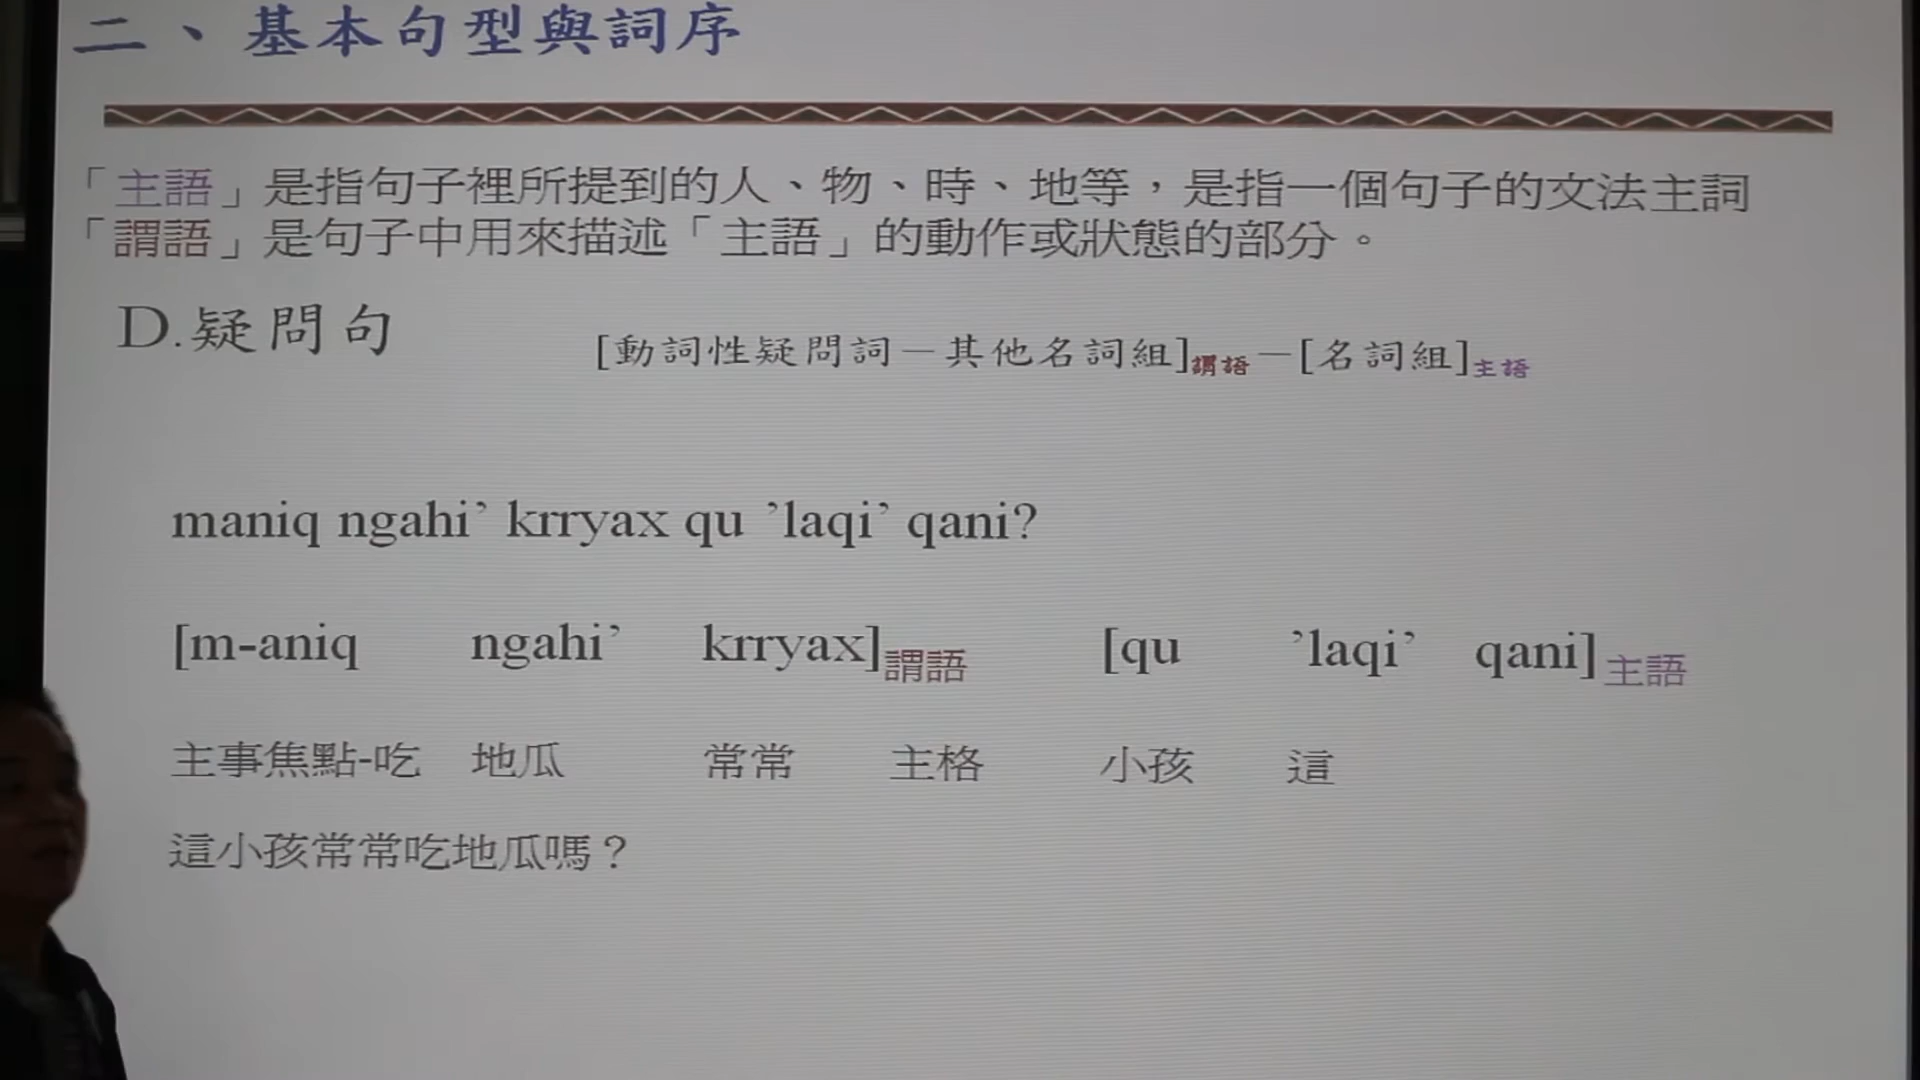 二、基本句型與詞序
「主語」是指句子裡所提到的人、物、時、地等，是指一個句子的文法主詞
「謂語」是句子中用來描述「主語」的動作或狀態的部分。
D.疑問句 [動詞性疑問詞－其他名詞組]謂語－[名詞組]主語
maniq ngahi’ krryax qu ’laqi’ qani?
[m-aniq ngahi’ krryax]謂語 [qu ’laqi’ qani]主語
主事焦點-吃 地瓜 常常 主格 小孩 這
這小孩常常吃地瓜嗎？